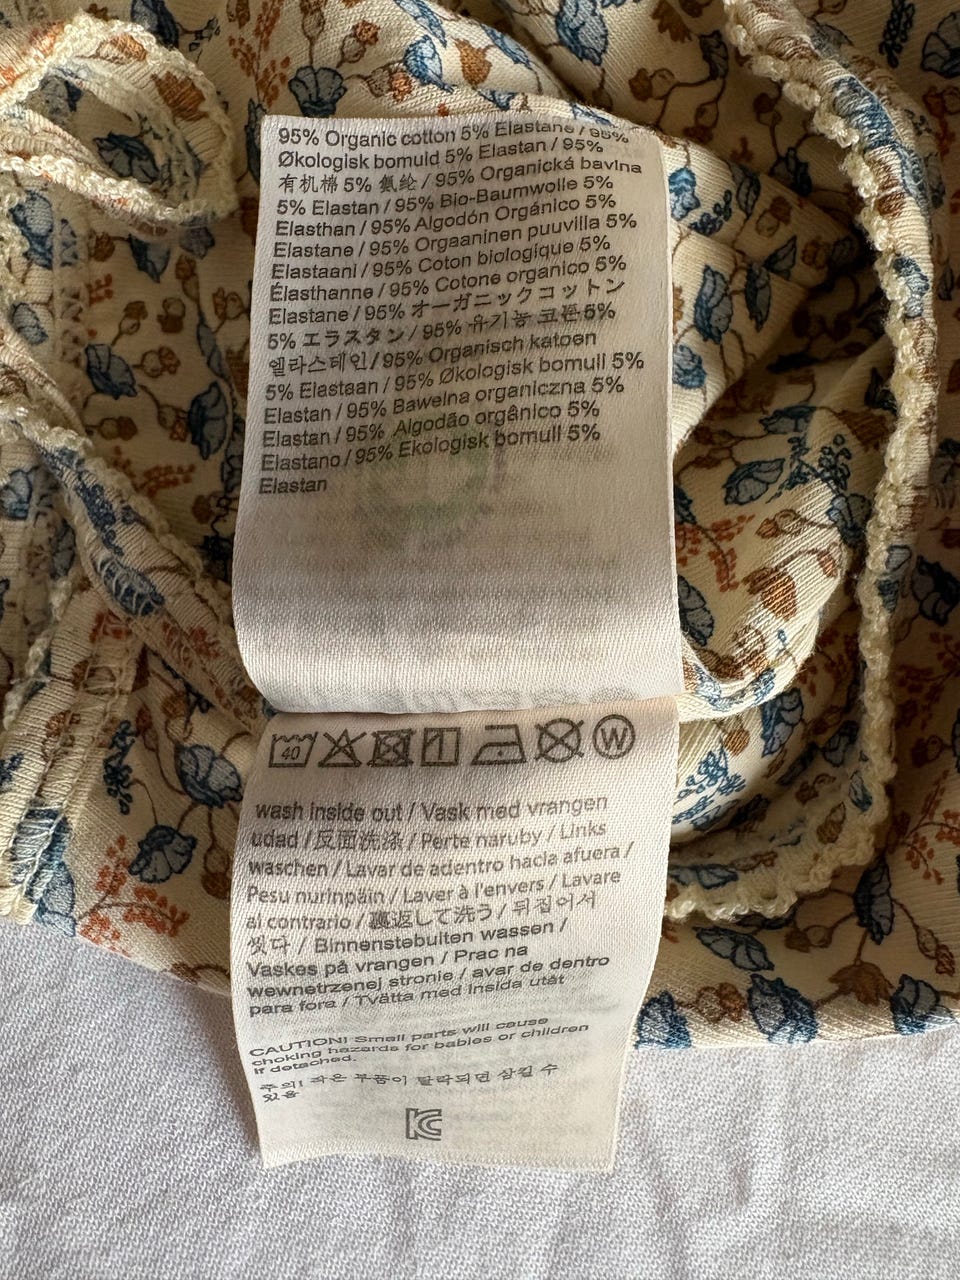 95% Organic cotton 5% Elastane / 95%
Økologisk bomuld 5% Elastan / 95%
有机棉 5% 氨纶 / 95% Organická bavlna
5% Elastan / 95% Bio-Baumwolle 5%
Elasthan / 95% Algodón Orgánico 5%
Elastane / 95% Orgaaninen puuvilla 5%
Elastaani / 95% Coton biologique 5%
Élasthanne / 95% Cotone organico 5%
Elastane / 95% オーガニックコットン
5% エラスタン / 95% 유기농 코튼 5%
엘라스테인 / 95% Organisch katoen
5% Elastaan / 95% Økologisk bomull 5%
Elastan / 95% Bawelna organiczna 5%
Elastan / 95% Algodão orgânico 5%
Elastano / 95% Ekologisk bomull 5%
Elastan
40 W
wash inside out / Vask med vrangen
udad / 反面洗涤 / Perte naruby / Links
waschen / Lavar de adentro hacia afuera /
Pesu nurinpäin / Laver à l'envers / Lavare
al contrario / 裏返して洗う / 뒤집어서
씻다 / Binnenstebuiten wassen /
Vaskes på vrangen / Prac na
wewnetrzenej stronie / avar de dentro
para fora / Tvätta med insida utåt
CAUTION! Small parts will cause
choking hazards for babies or children
if detached.
주의! 작은 부품이 탈락되면 삼킬 수
있음
KC